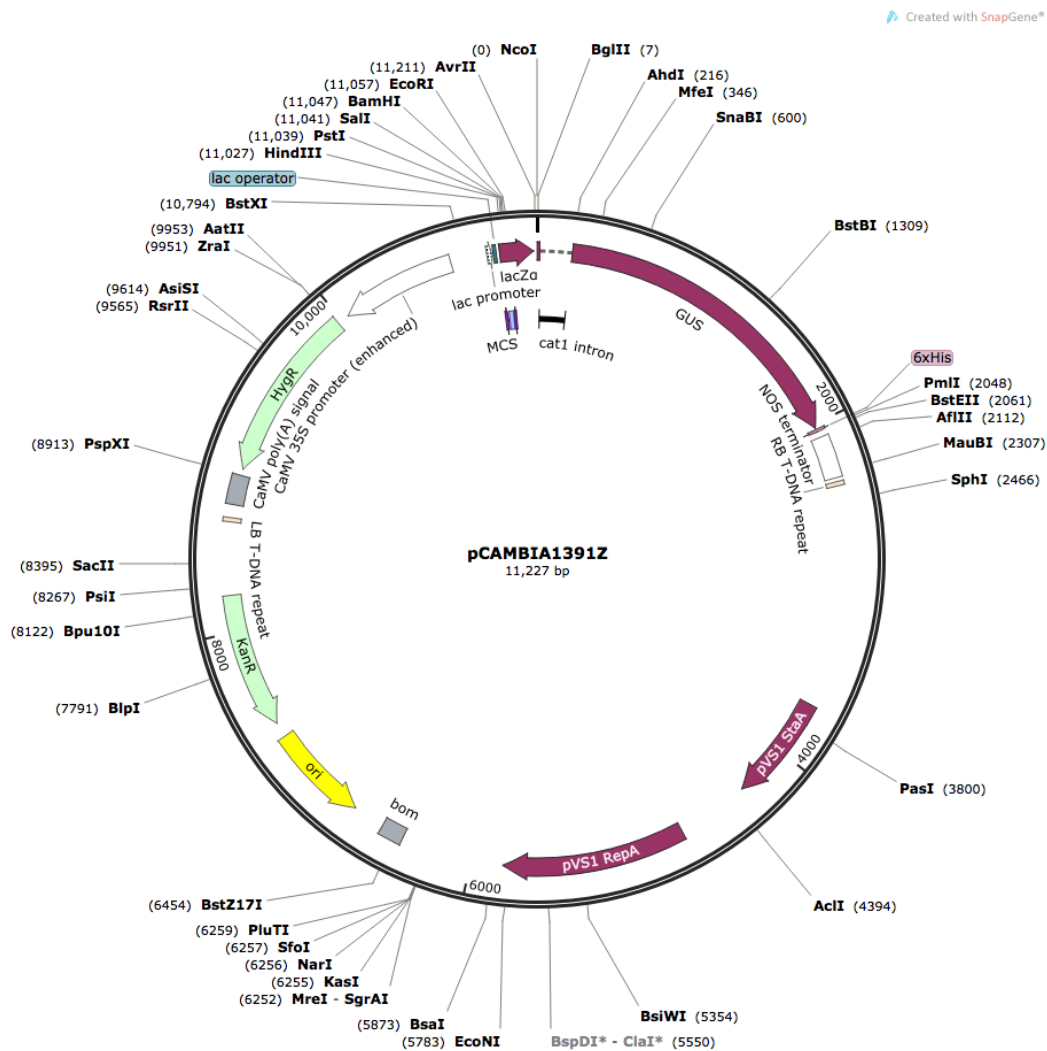 Created with SnapGene®
(0) NcoI
BglII (7)
(11,211) AvrII
AhdI (216)
(11,057) EcoRI
MfeI (346)
(11,047) BamHI
SnaBI (600)
(11,041) SalI
(11,039) PstI
(11,027) HindIII
lac operator
(10,794) BstXI
BstBI (1309)
(9953) AatII
(9951) ZraI
(9614) AsiSI
(9565) RsrII
10,000
lacZα
lac promoter
MCS
cat1 intron
GUS
6xHis
PmlI (2048)
BstEII (2061)
AflII (2112)
2000
MauBI (2307)
SphI (2466)
NOS terminator
RB T-DNA repeat
HygR
CaMV poly(A) signal
CaMV 35S promoter (enhanced)
(8913) PspXI
LB T-DNA repeat
pCAMBIA1391Z
11,227 bp
(8395) SacII
(8267) PsiI
(8122) Bpu10I
8000
KanR
(7791) BlpI
ori
bom
pVS1 StaA
4000
PasI (3800)
pVS1 RepA
6000
AclI (4394)
(6454) BstZ17I
(6259) PluTI
(6257) SfoI
(6256) NarI
(6255) KasI
(6252) MreI - SgrAI
(5873) BsaI
(5783) EcoNI
BsiWI (5354)
BspDI* - ClaI* (5550)